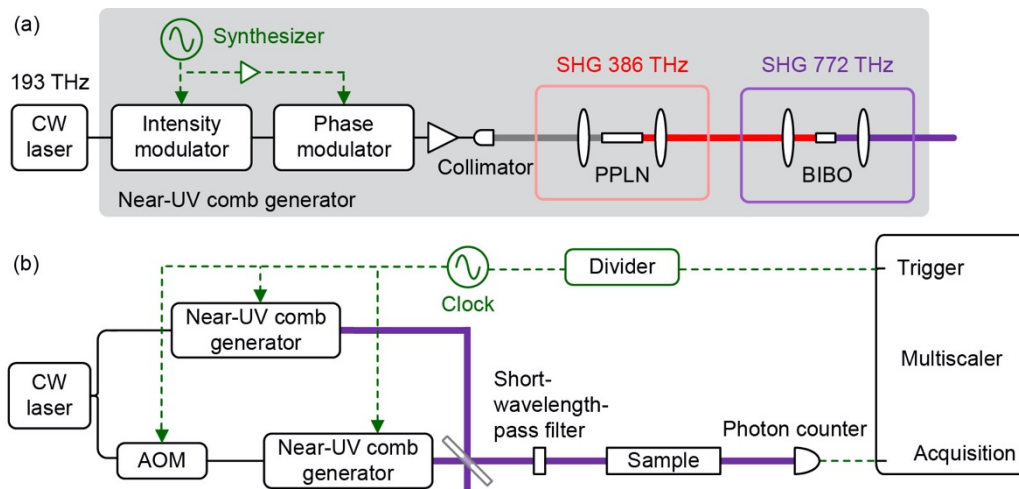 (a)
Synthesizer
193 THz
SHG 386 THz
SHG 772 THz
CW
laser
Intensity
modulator
Phase
modulator
Collimator
PPLN
BIBO
Near-UV comb generator
(b)
Clock
Divider
Trigger
Near-UV comb
generator
CW
laser
Multiscaler
Short-
wavelength-
pass filter
Photon counter
AOM
Near-UV comb
generator
Sample
Acquisition